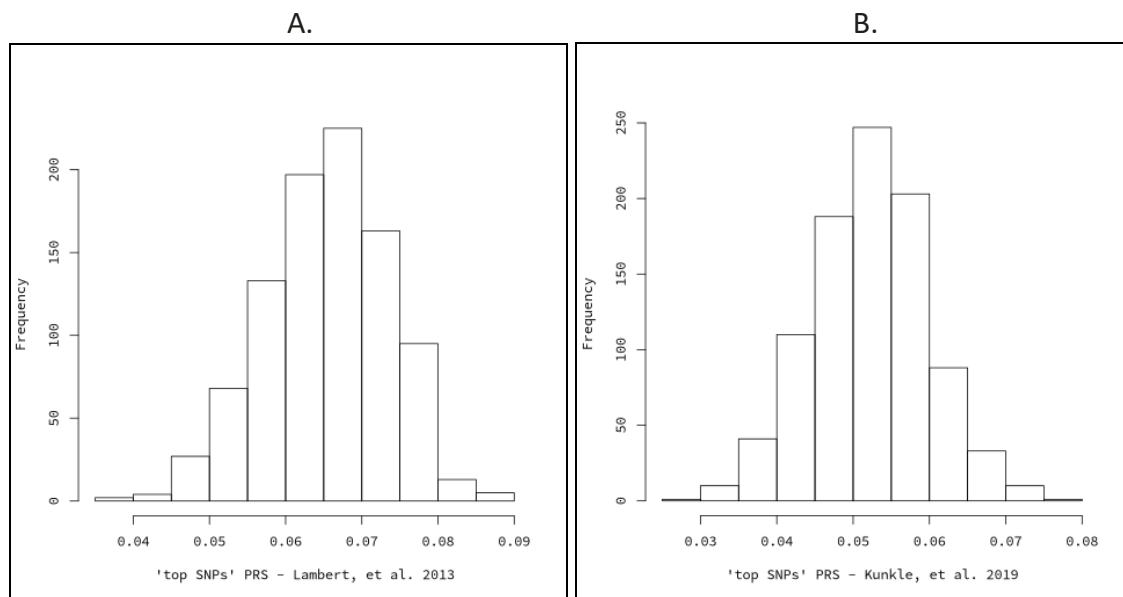 A.
B.
Frequency
200
150
100
50
0
0.04 0.05 0.06 0.07 0.08 0.09
'top SNPs' PRS - Lambert, et al. 2013
Frequency
250
200
150
100
50
0
0.03 0.04 0.05 0.06 0.07 0.08
'top SNPs' PRS - Kunkle, et al. 2019